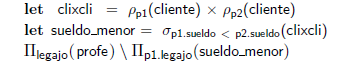 let clixcli = ρp1(cliente) × ρp2(cliente)
let sueldo_menor = σp1.sueldo < p2.sueldo(clixcli)
Πlegajo(profe) \ Πp1.legajo(sueldo_menor)